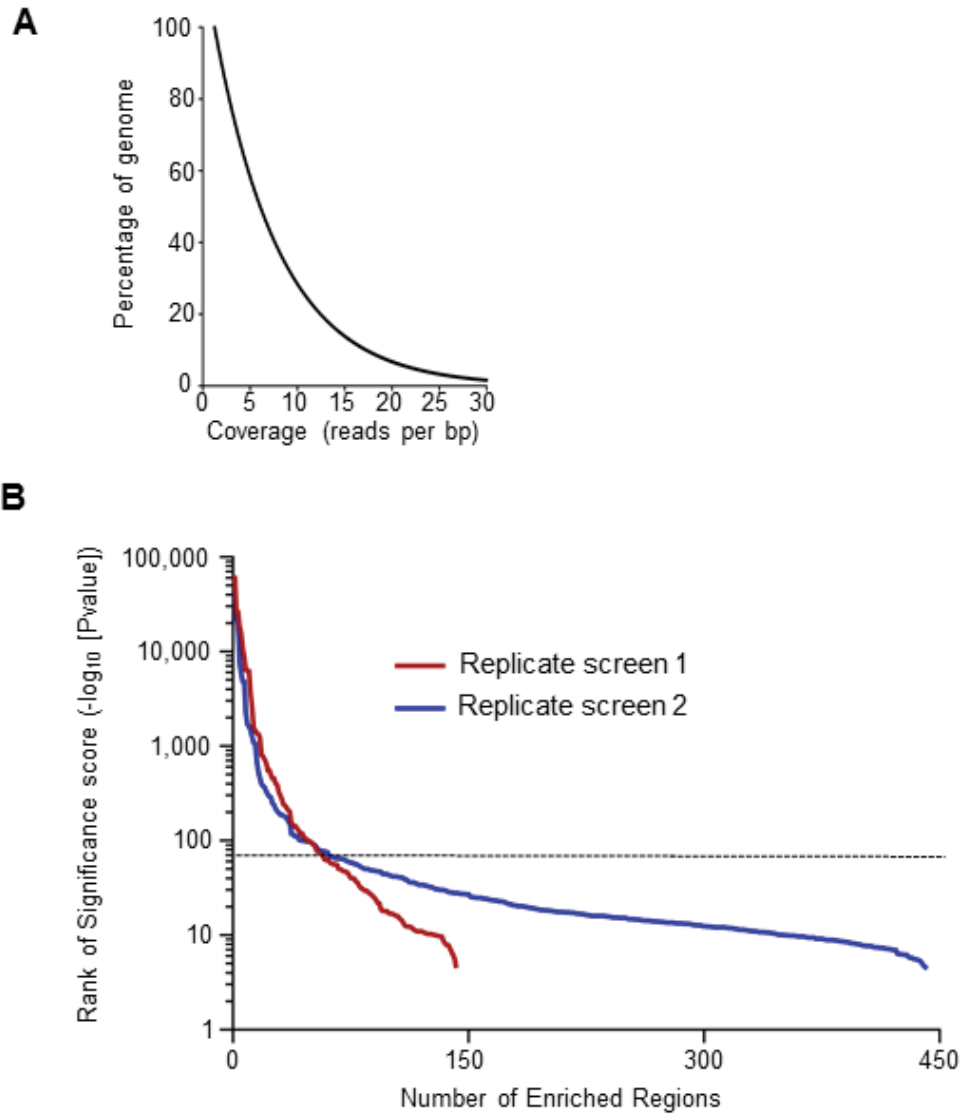 A
Percentage of genome
100
80
60
40
20
0
0 5 10 15 20 25 30
Coverage (reads per bp)
B
Rank of Significance score (-log₁₀ [Pvalue])
100,000
10,000
1,000
100
10
1
Replicate screen 1
Replicate screen 2
0 150 300 450
Number of Enriched Regions